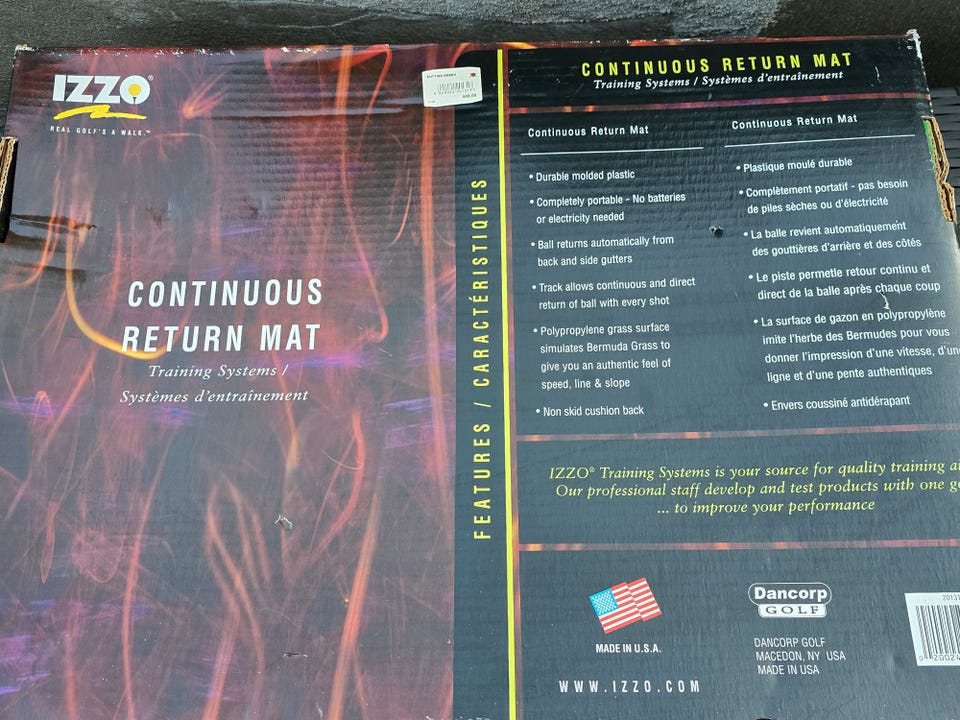 IZZO®
REAL GOLF'S A WALK.™
CONTINUOUS
RETURN MAT
Training Systems /
Systèmes d'entraînement
FEATURES / CARACTÉRISTIQUES
CONTINUOUS RETURN MAT
Training Systems / Systèmes d'entraînement
Continuous Return Mat
• Durable molded plastic
• Completely portable - No batteries
or electricity needed
• Ball returns automatically from
back and side gutters
• Track allows continuous and direct
return of ball with every shot
• Polypropylene grass surface
simulates Bermuda Grass to
give you an authentic feel of
speed, line & slope
• Non skid cushion back
Continuous Return Mat
• Plastique moulé durable
• Complètement portatif - pas besoin
de piles sèches ou d'électricité
• La balle revient automatiquement
des gouttières d'arrière et des côtés
• Le piste permetle retour continu et
direct de la balle après chaque coup
• La surface de gazon en polypropylène
imite l'herbe des Bermudes pour vous
donner l'impression d'une vitesse, d'une
ligne et d'une pente authentiques
• Envers coussiné antidérapant
IZZO® Training Systems is your source for quality training
Our professional staff develop and test products with one
... to improve your performance
MADE IN U.S.A.
WWW.IZZO.COM
Dancorp
GOLF
DANCORP GOLF
MACEDON, NY USA
MADE IN USA